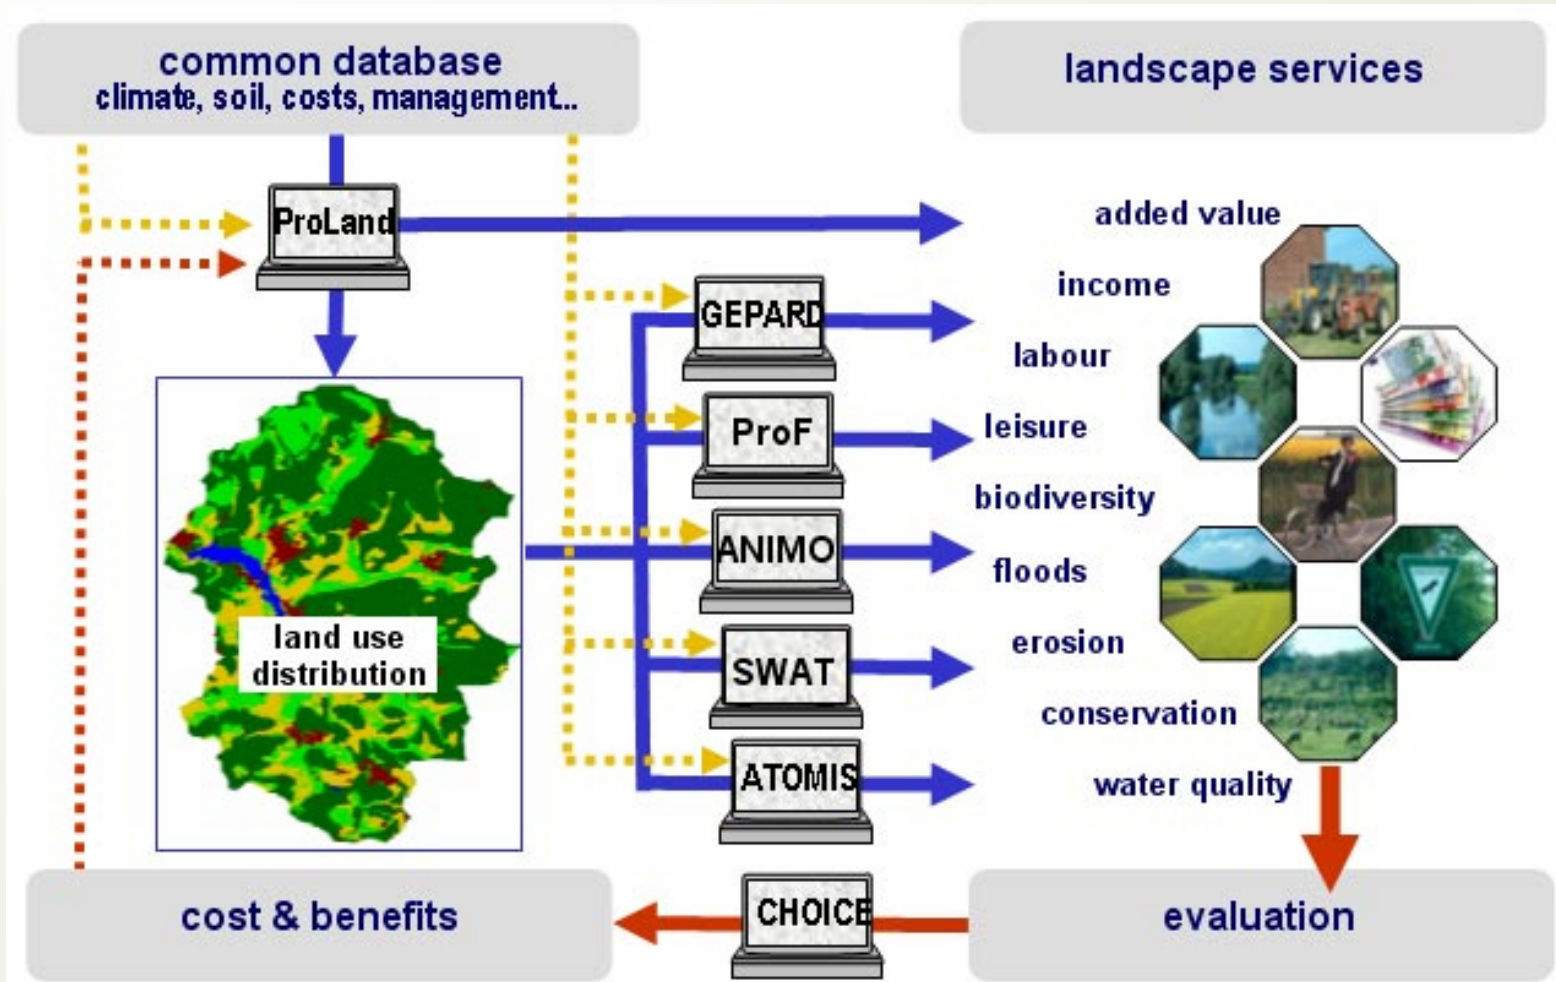 common database
climate, soil, costs, management...
landscape services
ProLand
added value
income
GEPARD
labour
ProF
leisure
biodiversity
ANIMO
floods
land use
distribution
erosion
SWAT
conservation
ATOMIS
water quality
cost & benefits
CHOICE
evaluation